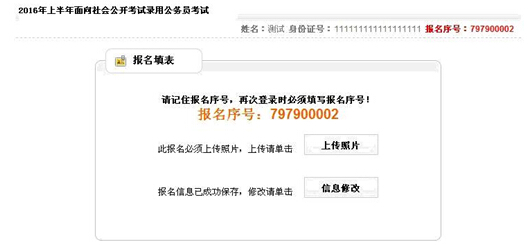 2016年上半年面向社会公开考试录用公务员考试
姓名：测试 身份证号：111111111111111111 报名序号：797900002
报名填表
请记住报名序号，再次登录时必须填写报名序号！
报名序号：797900002
此报名必须上传照片，上传请单击 上传照片
报名信息已成功保存，修改请单击 信息修改